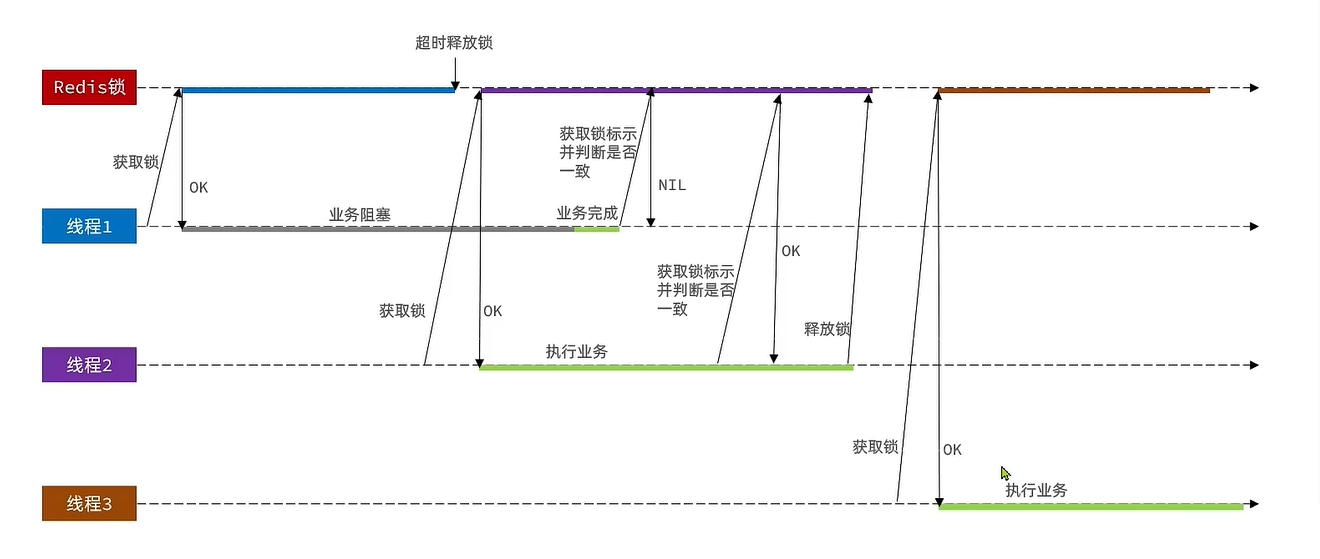 超时释放锁
Redis锁
获取锁标示
并判断是否
一致
获取锁
OK
NIL
业务阻塞
业务完成
线程1
OK
获取锁标示
并判断是否
一致
获取锁
OK
释放锁
执行业务
线程2
获取锁
OK
执行业务
线程3